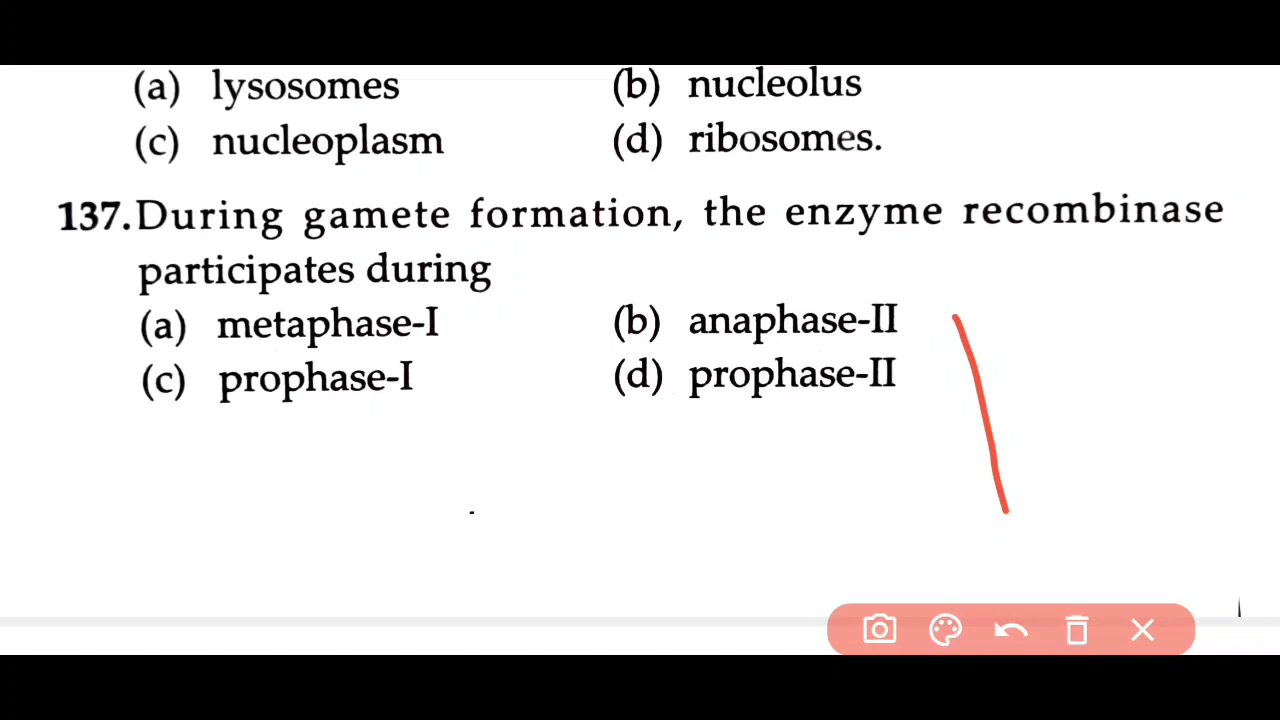 (a) lysosomes (b) nucleolus
(c) nucleoplasm (d) ribosomes.
137. During gamete formation, the enzyme recombinase
participates during
(a) metaphase-I (b) anaphase-II
(c) prophase-I (d) prophase-II